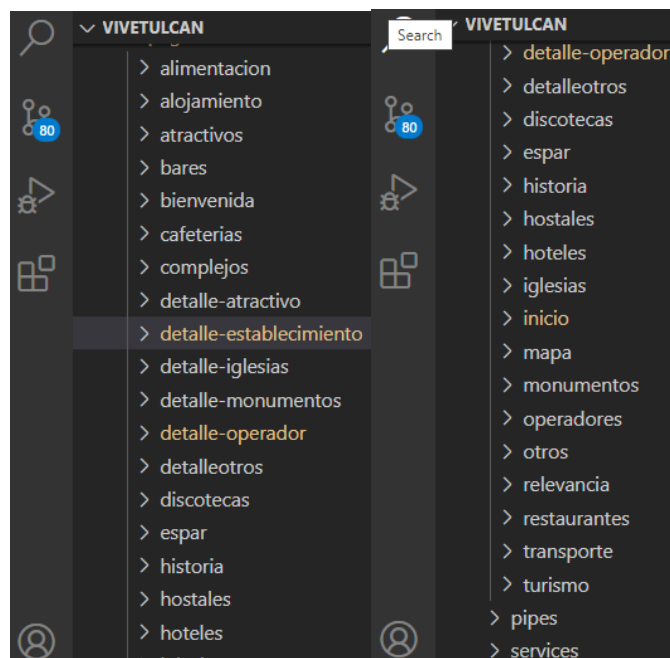 VIVETULCAN
alimentacion
alojamiento
atractivos
bares
bienvenida
cafeterias
complejos
detalle-atractivo
detalle-establecimiento
detalle-iglesias
detalle-monumentos
detalle-operador
detalleotros
discotecas
espar
historia
hostales
hoteles
80
Search
VIVETULCAN
detalle-operador
detalleotros
discotecas
espar
historia
hostales
hoteles
iglesias
inicio
mapa
monumentos
operadores
otros
relevancia
restaurantes
transporte
turismo
pipes
services
80